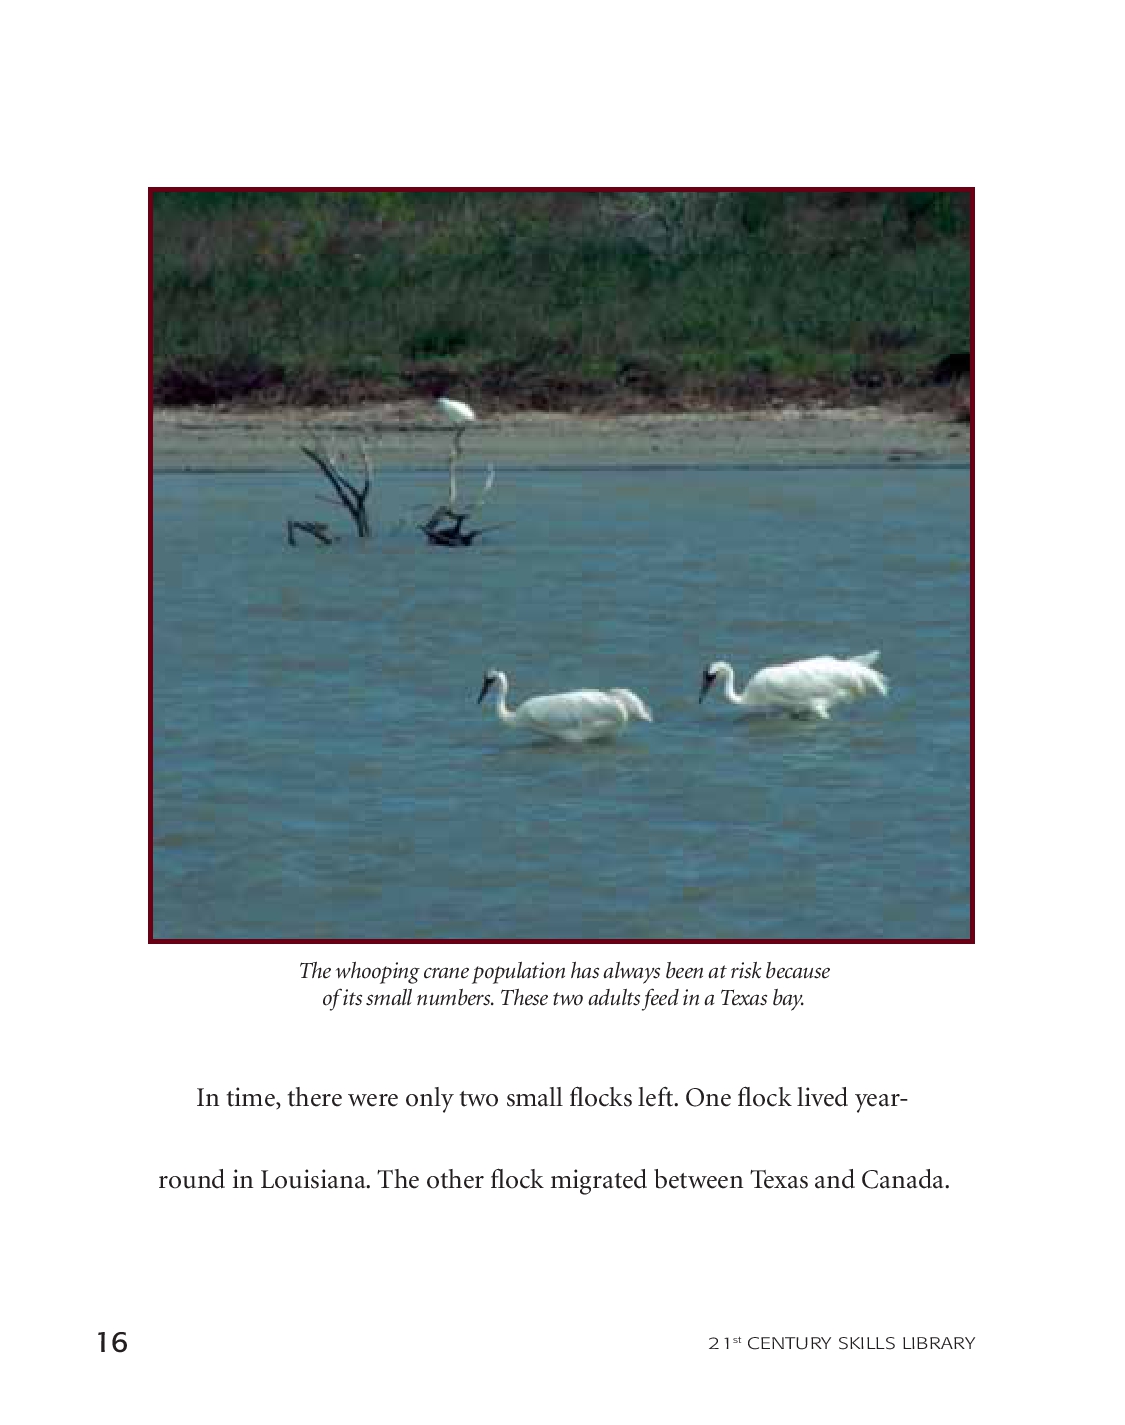 The whooping crane population has always been at risk because
of its small numbers. These two adults feed in a Texas bay.
In time, there were only two small flocks left. One flock lived year-
round in Louisiana. The other flock migrated between Texas and Canada.
16
21st CENTURY SKILLS LIBRARY